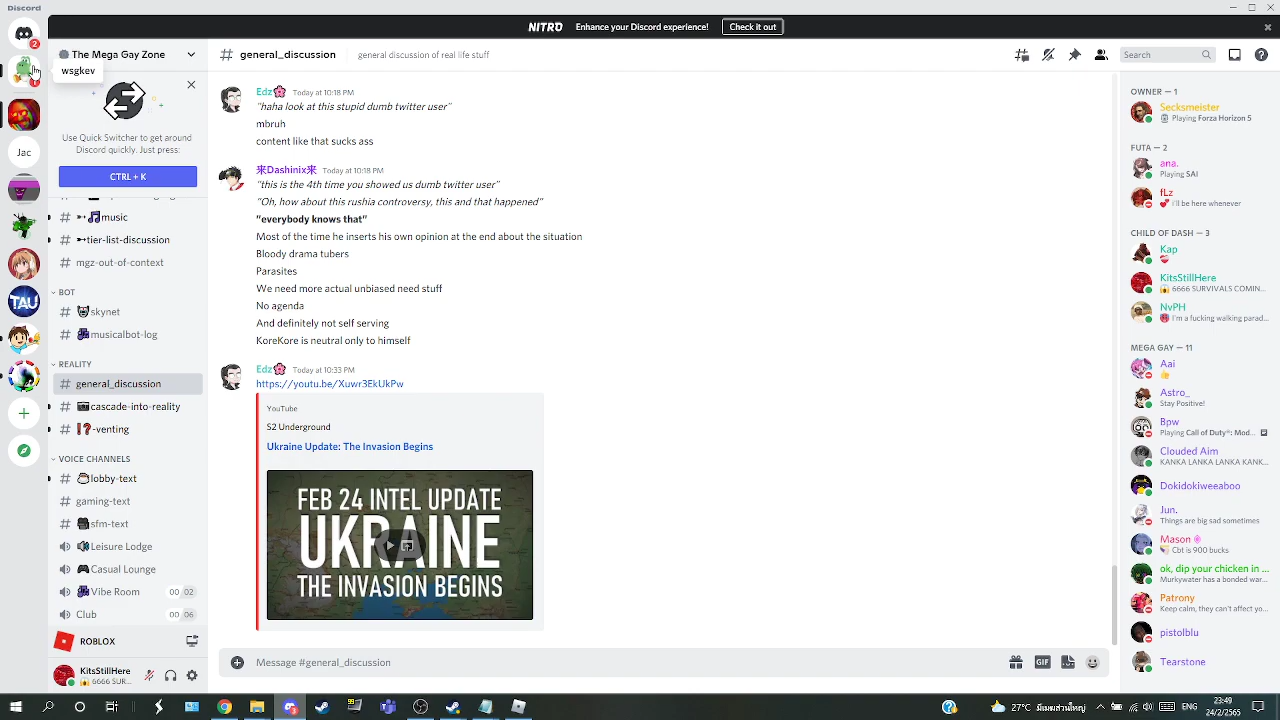 Discord
NITRO Enhance your Discord experience! Check it out
2
The Mega Gay Zone
# general_discussion
general discussion of real life stuff
Search
wsgkev
Use Quick Switcher to get around
Discord quickly. Just press:
CTRL + K
music
tier-list-discussion
mgz-out-of-context
BOT
skynet
musicalbot-log
REALITY
general_discussion
cascade-into-reality
-venting
VOICE CHANNELS
lobby-text
gaming-text
sfm-text
Leisure Lodge
Casual Lounge
Vibe Room 00 02
Club 00 06
ROBLOX
KitsStillHere
6666 SUR...
Jac
TAU
Edz Today at 10:18 PM
"haha look at this stupid dumb twitter user"
mbruh
content like that sucks ass
来Dashinix来 Today at 10:18 PM
"this is the 4th time you showed us dumb twitter user"
"Oh, how about this rushia controversy, this and that happened"
"everybody knows that"
Most of the time he inserts his own opinion at the end about the situation
Bloody drama tubers
Parasites
We need more actual unbiased need stuff
No agenda
And definitely not self serving
KoreKore is neutral only to himself
Edz Today at 10:33 PM
https://youtu.be/Xuwr3EkUkPw
YouTube
S2 Underground
Ukraine Update: The Invasion Begins
FEB 24 INTEL UPDATE
UKRAINE
THE INVASION BEGINS
Message #general_discussion
GIF
OWNER — 1
Secksmeister
Playing Forza Horizon 5
FUTA — 2
ana.
Playing SAI
fLz
i'll be here whenever
CHILD OF DASH — 3
Kap
KitsStillHere
6666 SURVIVALS COMIN...
NvPH
I'm a fucking walking parad...
MEGA GAY — 11
Aai
Astro_
Stay Positive!
Bpw
Playing Call of Duty®: Mod...
Clouded Aim
KANKA LANKA LANKA KANK...
Dokidokiweeaboo
Jun.
Things are big sad sometimes
Mason
Cbt is 900 bucks
ok, dip your chicken in ...
Murkywater has a bonded war...
Patrony
Keep calm, they can't affect yo...
pistolblu
Tearstone
27°C มีเมฆเป็นส่วนมาก
23:49
24/2/2565